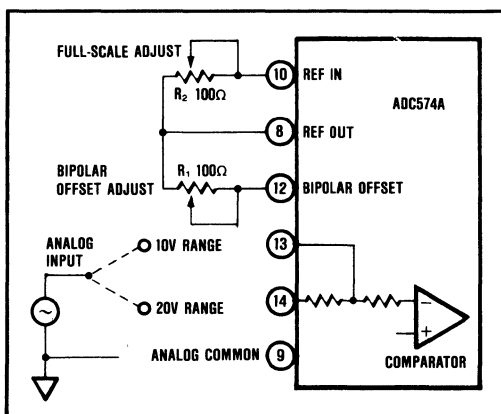 FULL-SCALE ADJUST
R2 100Ω
10 REF IN
ADC574A
8 REF OUT
BIPOLAR
OFFSET ADJUST
R1 100Ω
12 BIPOLAR OFFSET
ANALOG
INPUT
10V RANGE
13
20V RANGE
14
−
+
ANALOG COMMON 9
COMPARATOR